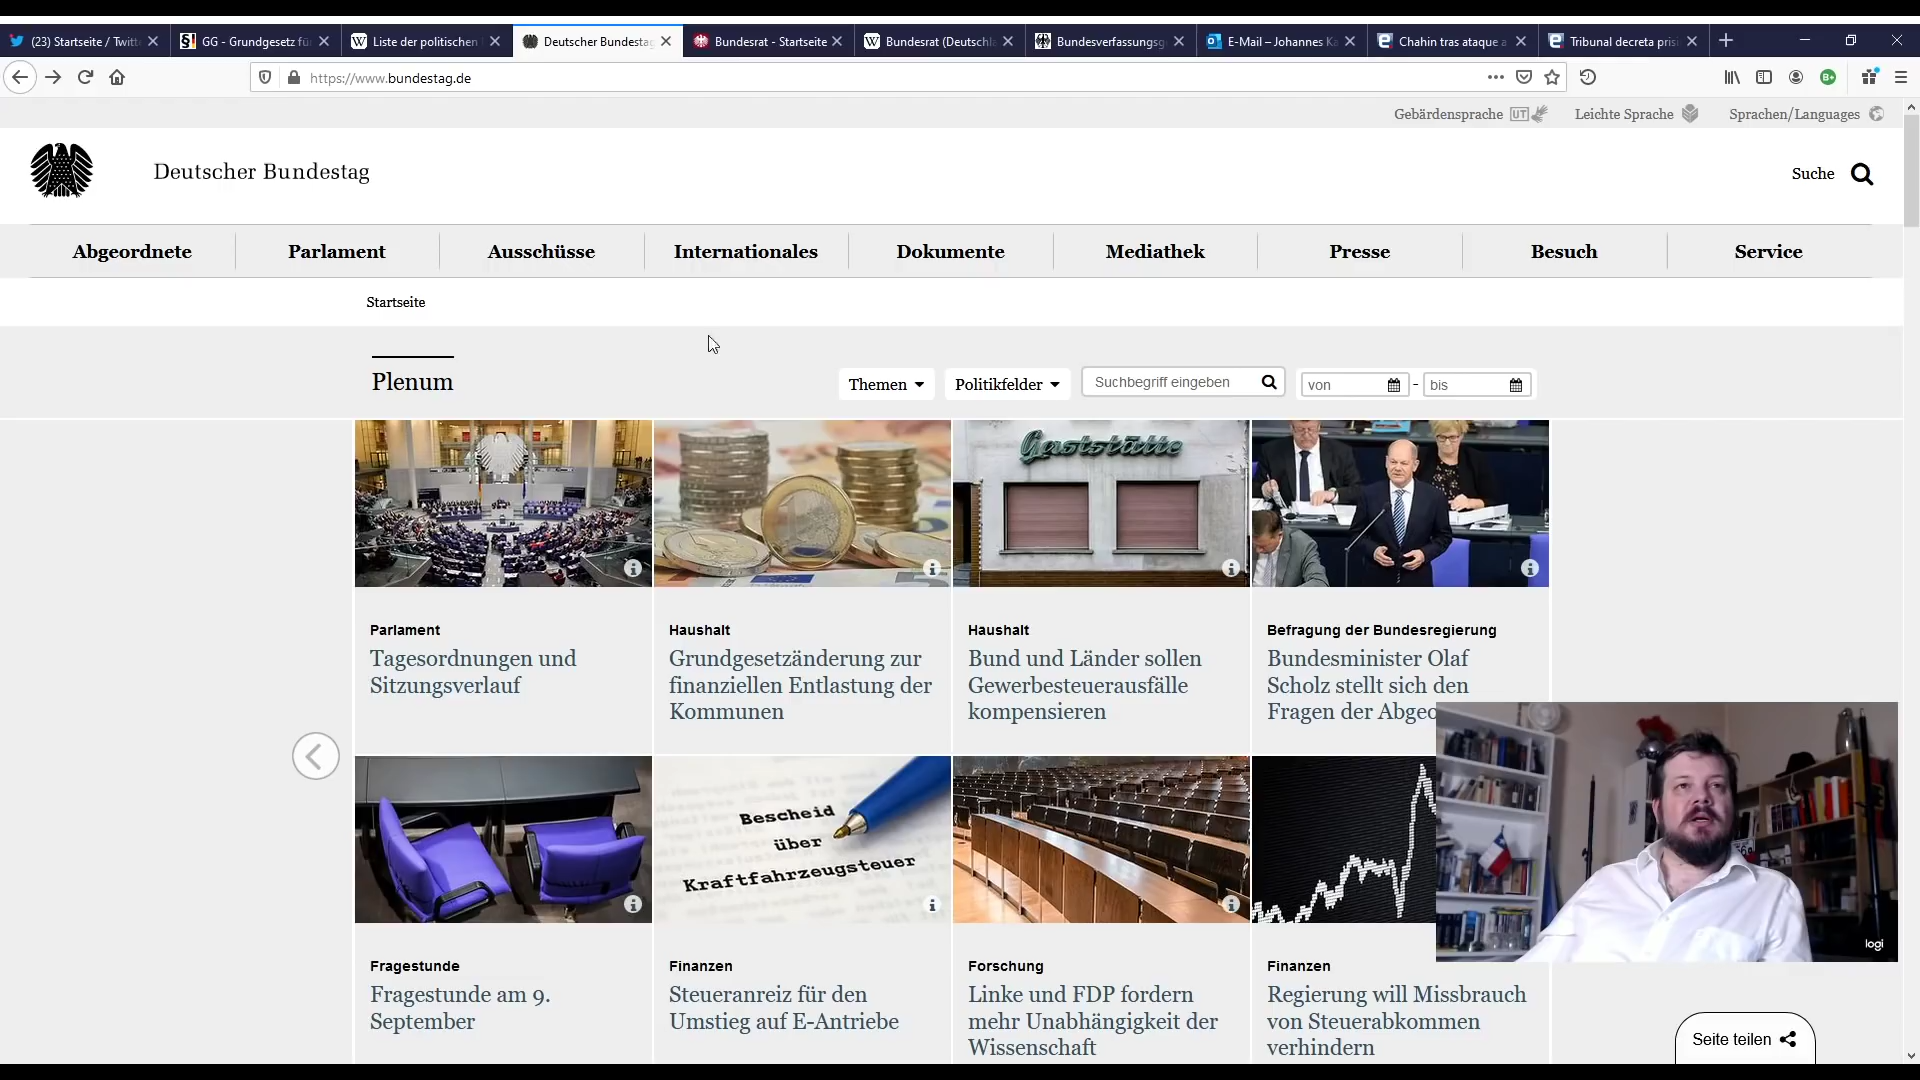 (23) Startseite / Twitt
GG - Grundgesetz fü
Liste der politischen
Deutscher Bundestag
Bundesrat - Startseite
Bundesrat (Deutschla
Bundesverfassungsg
E-Mail – Johannes Ka
Chahin tras ataque a
Tribunal decreta prisi
https://www.bundestag.de
Gebärdensprache UT
Leichte Sprache
Sprachen/Languages
Deutscher Bundestag
Suche
Abgeordnete
Parlament
Ausschüsse
Internationales
Dokumente
Mediathek
Presse
Besuch
Service
Startseite
Plenum
Themen
Politikfelder
Suchbegriff eingeben
von
-
bis
Gaststätte
Parlament
Tagesordnungen und
Sitzungsverlauf
Haushalt
Grundgesetzänderung zur
finanziellen Entlastung der
Kommunen
Haushalt
Bund und Länder sollen
Gewerbesteuerausfälle
kompensieren
Befragung der Bundesregierung
Bundesminister Olaf
Scholz stellt sich den
Fragen der Abgeo
Bescheid
über
Kraftfahrzeugsteuer
logi
Fragestunde
Fragestunde am 9.
September
Finanzen
Steueranreiz für den
Umstieg auf E-Antriebe
Forschung
Linke und FDP fordern
mehr Unabhängigkeit der
Wissenschaft
Finanzen
Regierung will Missbrauch
von Steuerabkommen
verhindern
Seite teilen